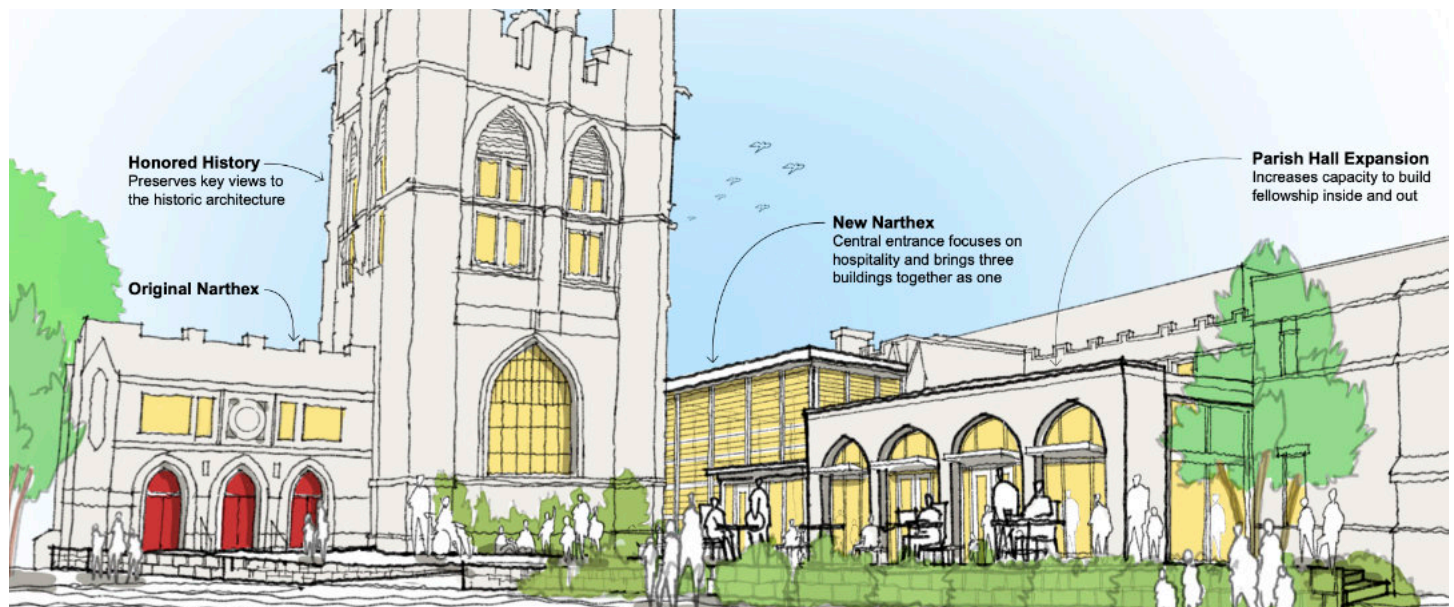 Honored History
Preserves key views to
the historic architecture
Original Narthex
New Narthex
Central entrance focuses on
hospitality and brings three
buildings together as one
Parish Hall Expansion
Increases capacity to build
fellowship inside and out